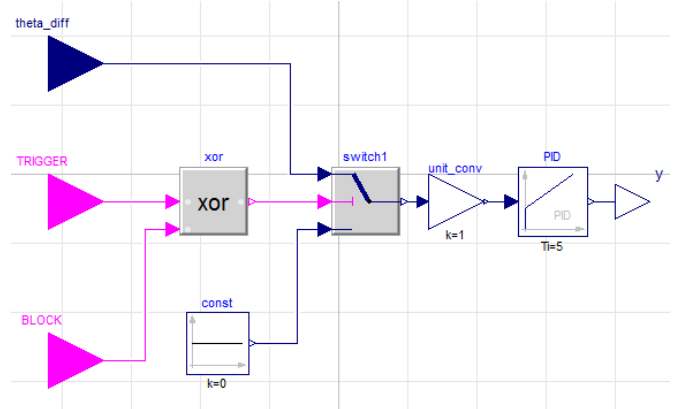 theta_diff
TRIGGER
xor
xor
switch1
unit_conv
k=1
PID
PID
Ti=5
y
BLOCK
const
k=0